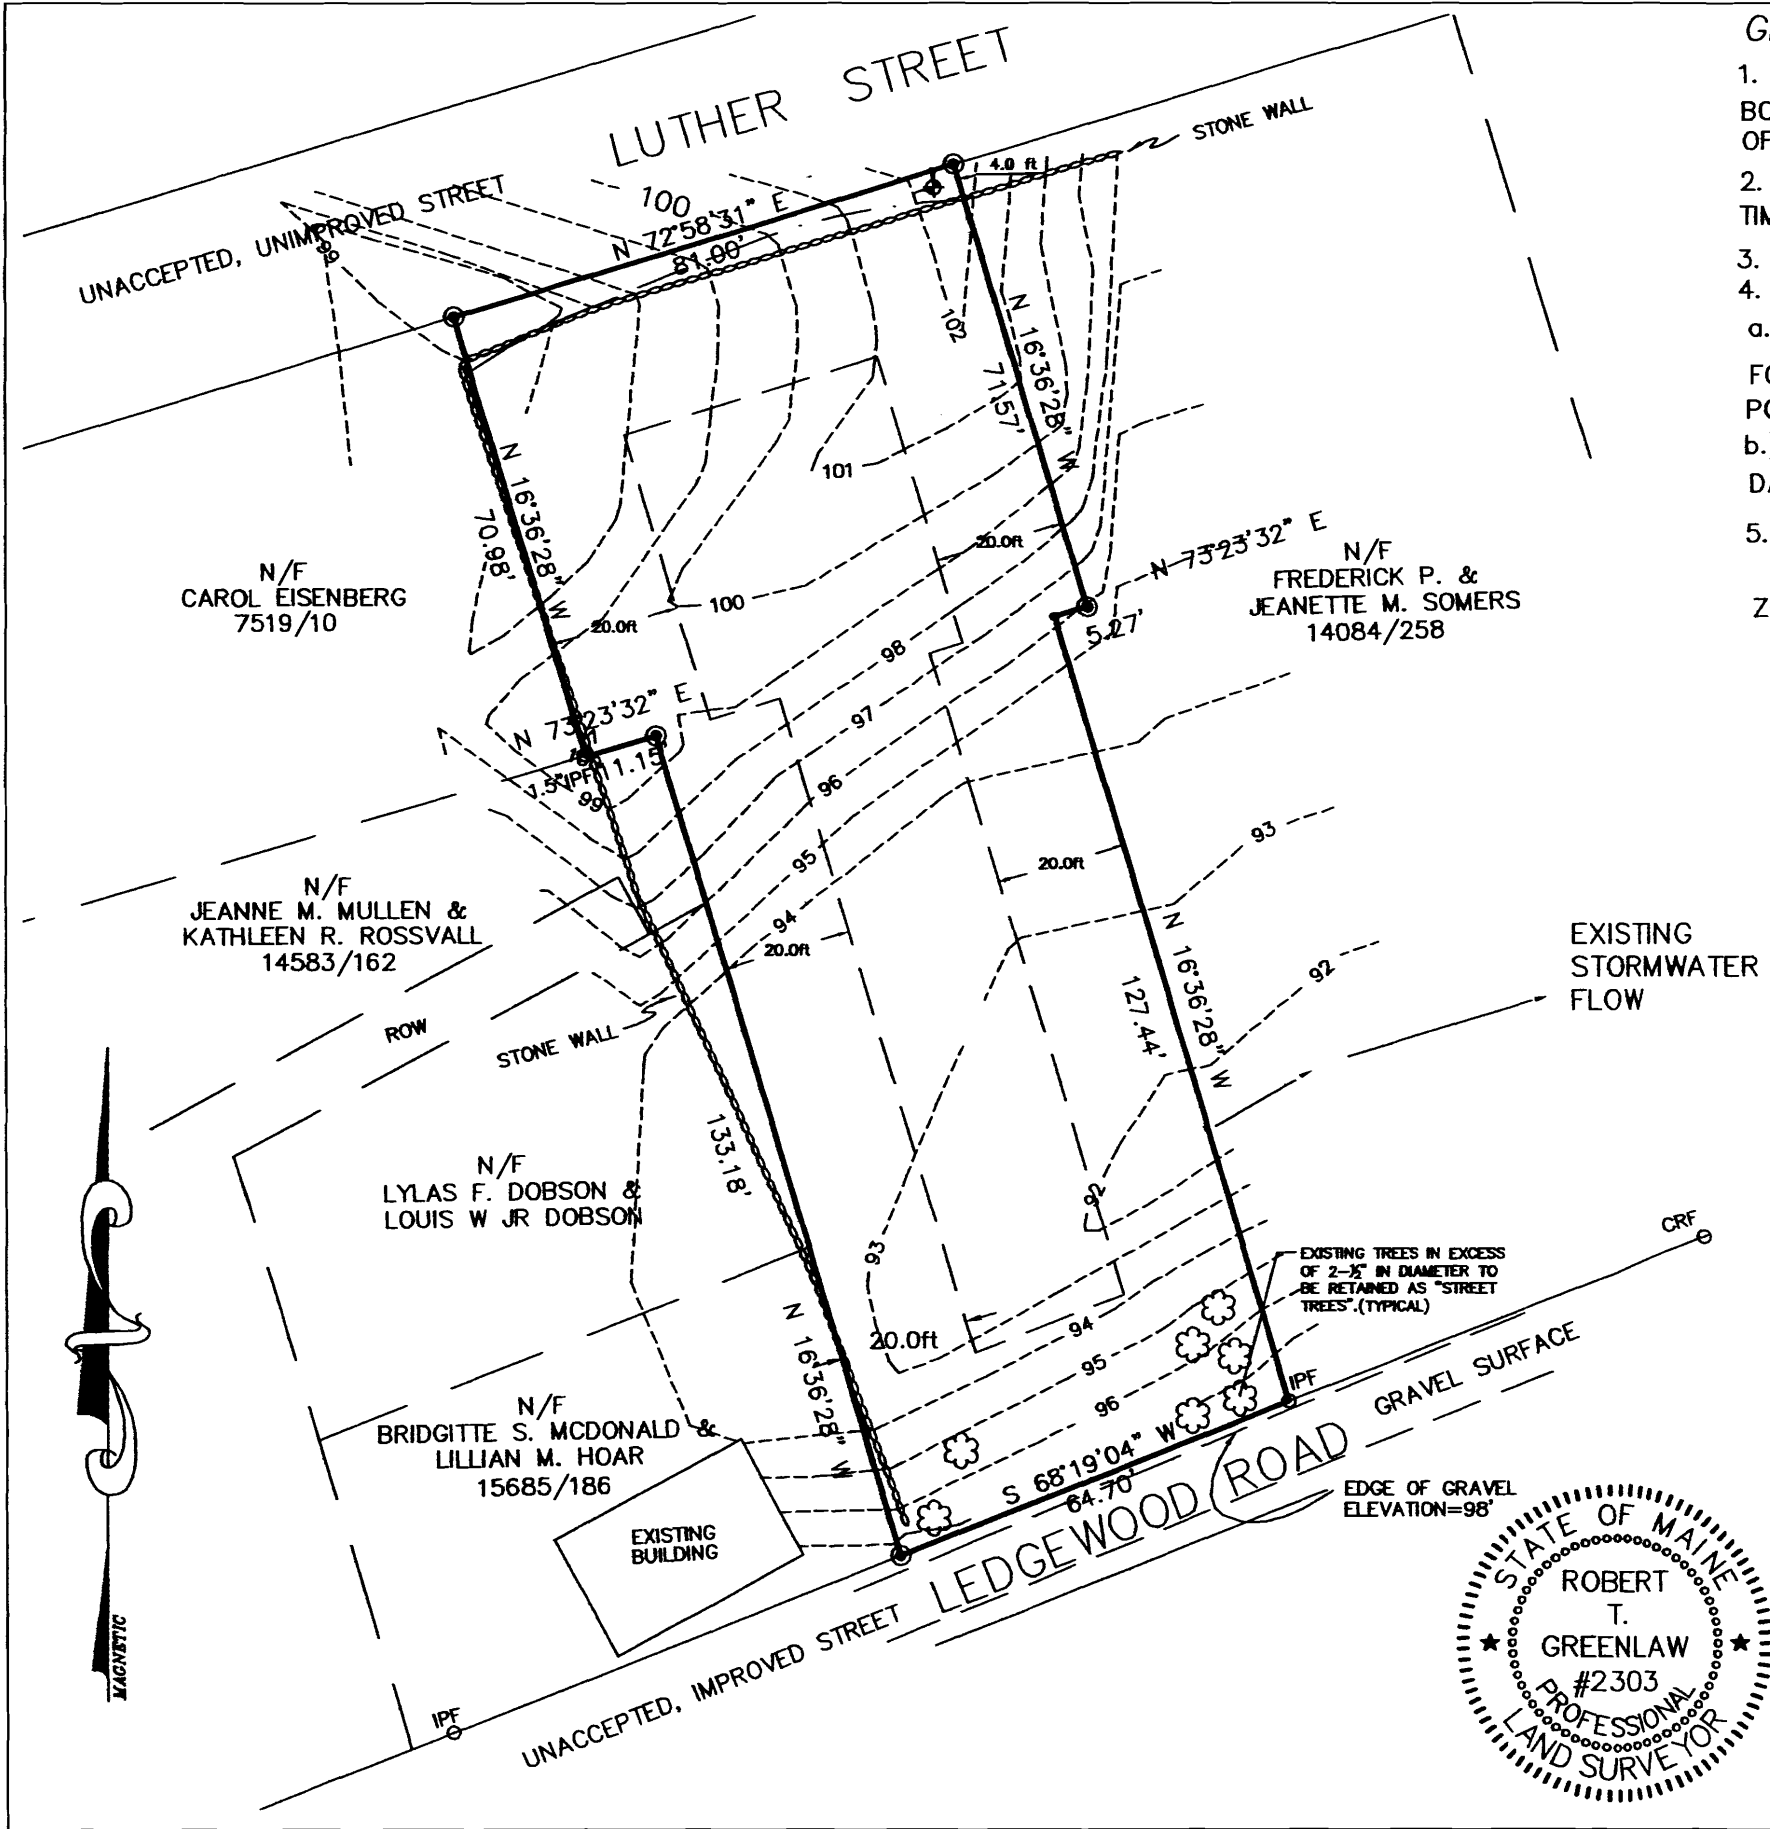 LUTHER STREET
UNACCEPTED, UNIMPROVED STREET
STONE WALL
4.0 ft
100
99
N 72°58'31" E
81.00'
102
N 16°36'28" W
71.57'
101
N 16°36'28" W
70.98'
20.0ft
N 73°23'32" E
5.27'
N/F
CAROL EISENBERG
7519/10
N/F
FREDERICK P. &
JEANETTE M. SOMERS
14084/258
100
20.0ft
98
97
N 73°23'32" E
1.5"IPF
11.15'
99
96
95
94
93
20.0ft
20.0ft
N/F
JEANNE M. MULLEN &
KATHLEEN R. ROSSVALL
14583/162
ROW
STONE WALL
92
N 16°36'28" W
127.44'
EXISTING
STORMWATER
FLOW
133.18'
N/F
LYLAS F. DOBSON &
LOUIS W JR DOBSON
92
93
CRF
EXISTING TREES IN EXCESS
OF 2-½" IN DIAMETER TO
BE RETAINED AS "STREET
TREES".(TYPICAL)
94
20.0ft
N 16°36'28" W
95
96
IPF
GRAVEL SURFACE
N/F
BRIDGITTE S. MCDONALD &
LILLIAN M. HOAR
15685/186
S 68°19'04" W
64.70'
EXISTING
BUILDING
LEDGEWOOD ROAD
EDGE OF GRAVEL
ELEVATION=98'
UNACCEPTED, IMPROVED STREET
IPF
MAGNETIC
STATE OF MAINE
ROBERT
T.
GREENLAW
#2303
PROFESSIONAL
LAND SURVEYOR
1.
2.
3.
4.
a.
b.
5.